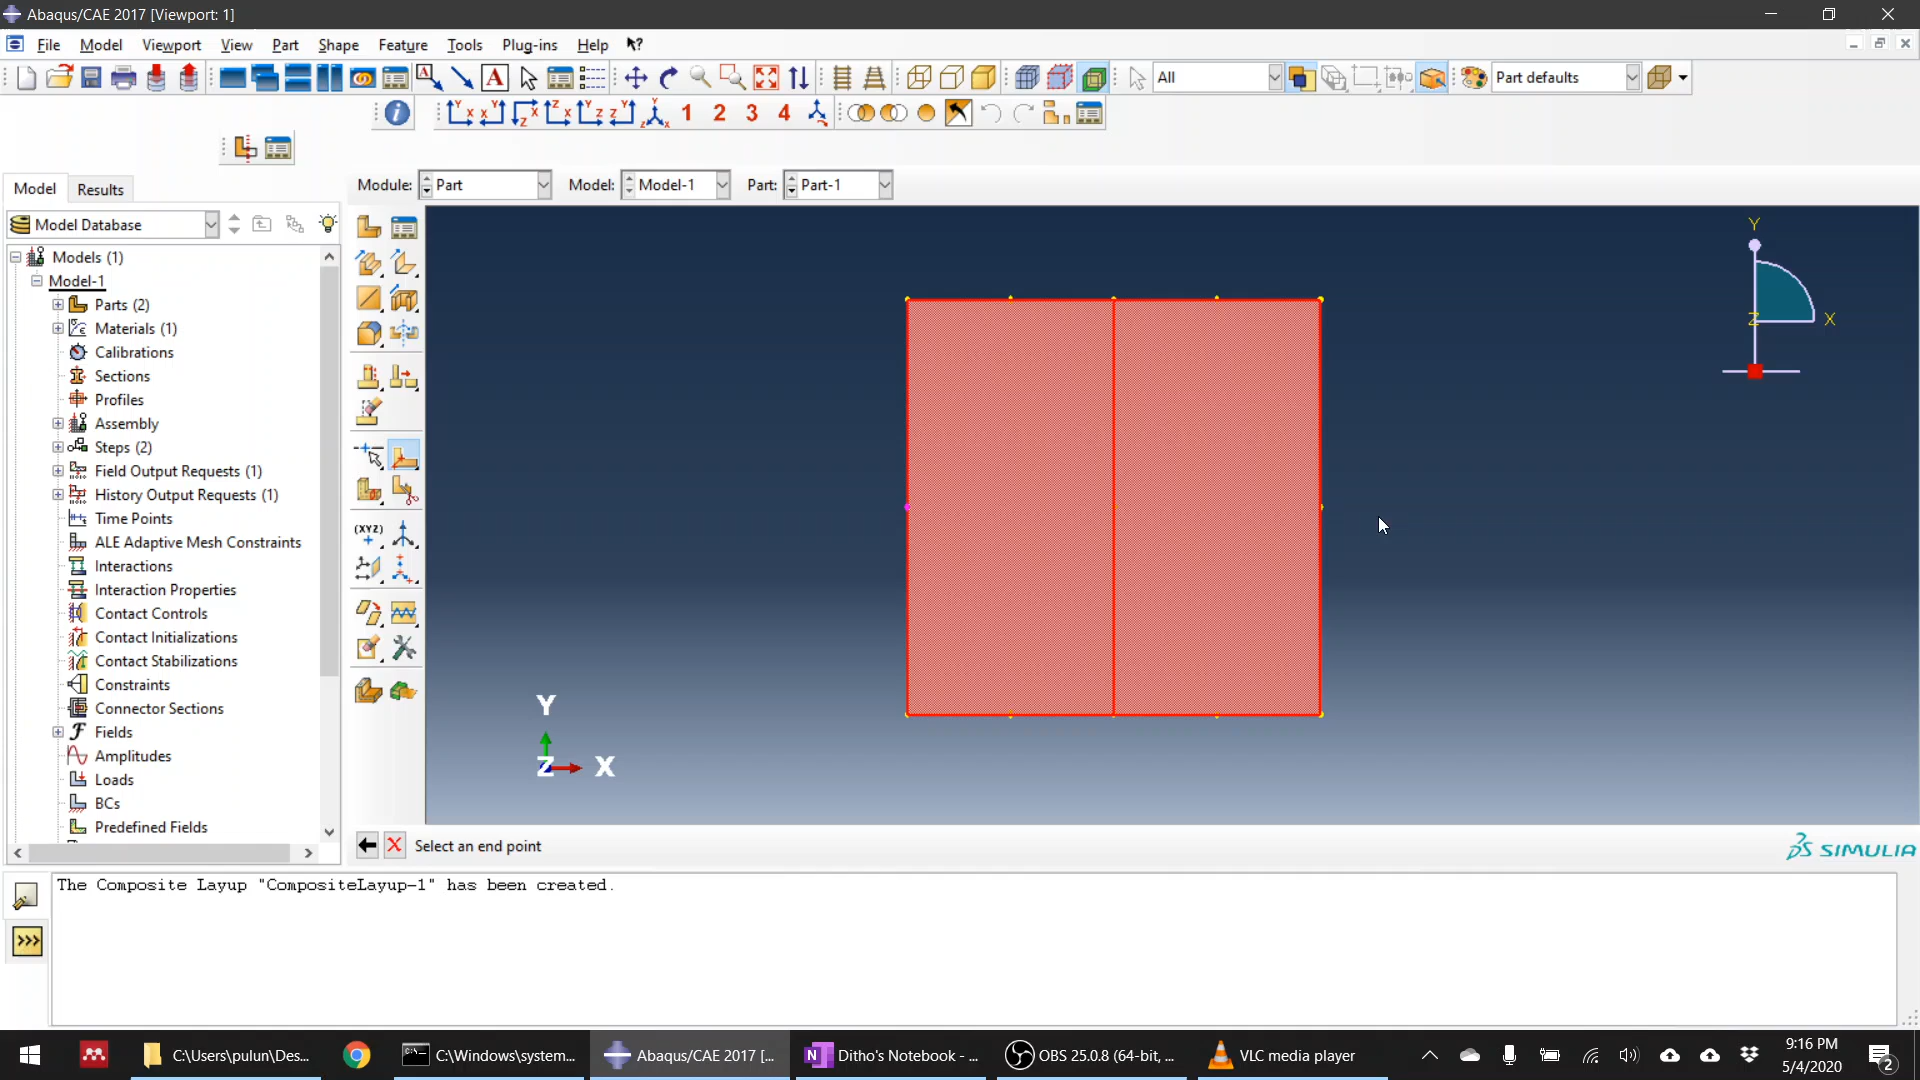 Abaqus/CAE 2017 [Viewport: 1]
File Model Viewport View Part Shape Feature Tools Plug-ins Help
All
Part defaults
1 2 3 4
Model Results
Module: Part Model: Model-1 Part: Part-1
Model Database
Models (1)
Model-1
Parts (2)
Materials (1)
Calibrations
Sections
Profiles
Assembly
Steps (2)
Field Output Requests (1)
History Output Requests (1)
Time Points
ALE Adaptive Mesh Constraints
Interactions
Interaction Properties
Contact Controls
Contact Initializations
Contact Stabilizations
Constraints
Connector Sections
Fields
Amplitudes
Loads
BCs
Predefined Fields
(XYZ)
Y
Z X
Y
Z X
Select an end point
SIMULIA
The Composite Layup "CompositeLayup-1" has been created.
>>>
C:\Users\pulun\Des...
C:\Windows\system...
Abaqus/CAE 2017 [...
Ditho's Notebook - ...
OBS 25.0.8 (64-bit, ...
VLC media player
9:16 PM
5/4/2020
2